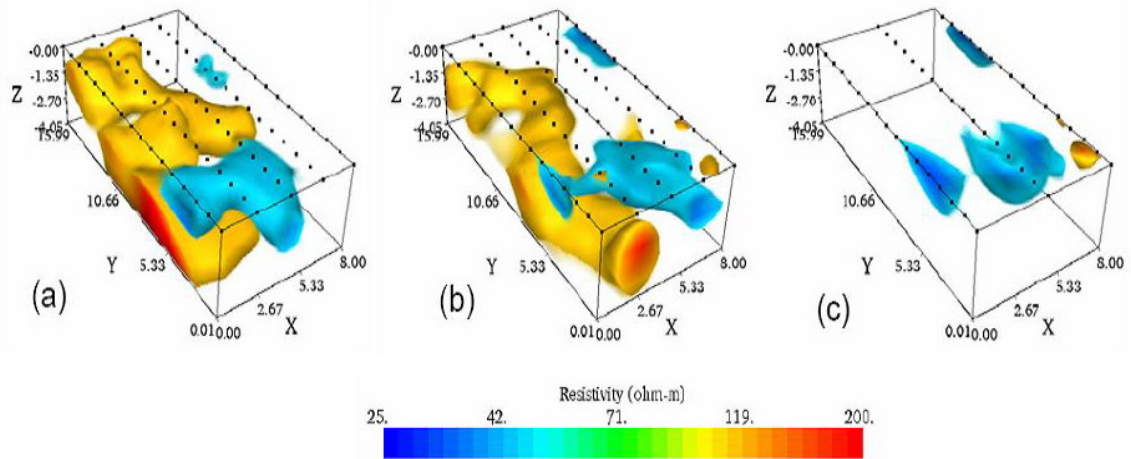 -0.00
-1.35
Z
-2.70
-4.05
15.99
10.66
Y
5.33
8.00
5.33
(a)
2.67
X
0.01
0.00
-0.00
-1.35
Z
-2.70
-4.05
15.99
10.66
Y
5.33
8.00
5.33
(b)
2.67
X
0.01
0.00
-0.00
-1.35
Z
-2.70
-4.05
15.99
10.66
Y
5.33
8.00
5.33
(c)
2.67
X
0.01
0.00
Resistivity (ohm-m)
25. 42. 71. 119. 200.